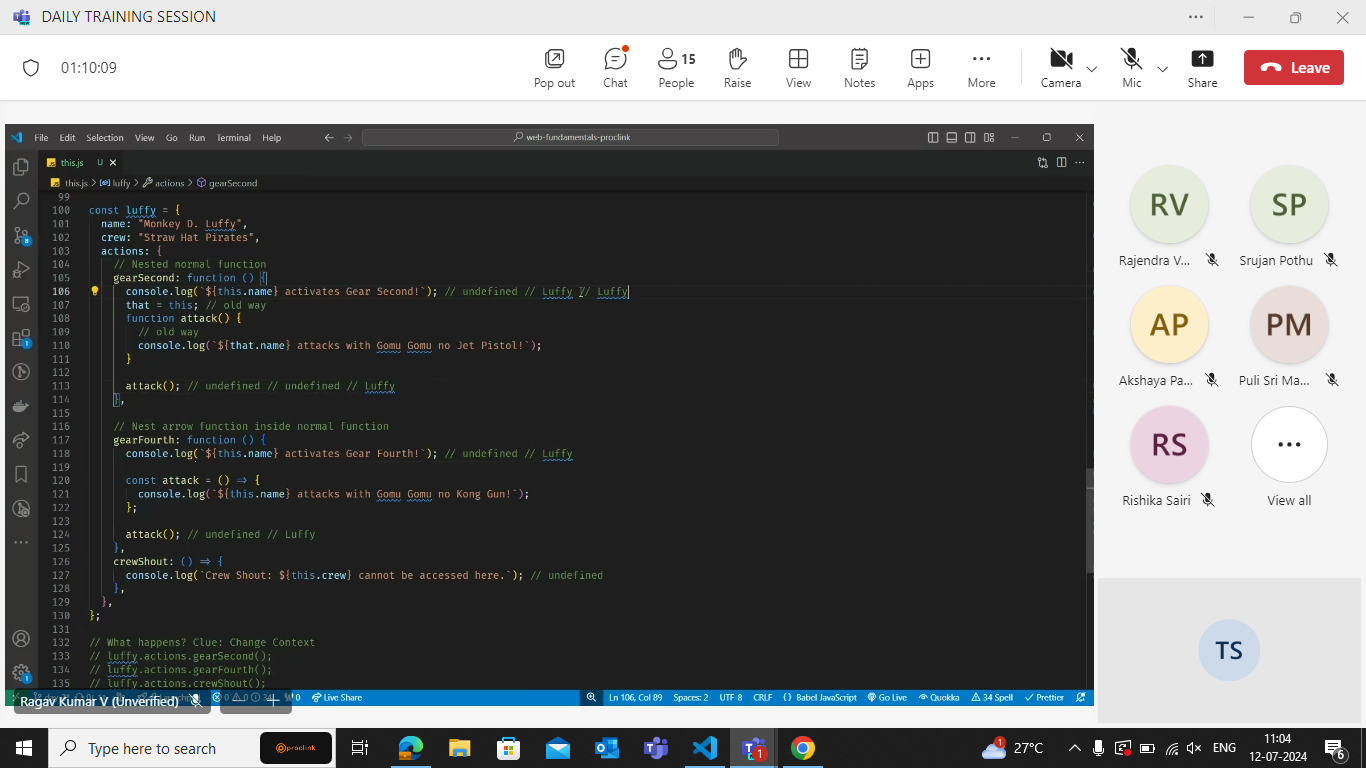 DAILY TRAINING SESSION
01:10:09
Pop out
Chat
15
People
Raise
View
Notes
Apps
More
Camera
Mic
Share
Leave
File Edit Selection View Go Run Terminal Help
web-fundamentals-proclink
this.js U
this.js > luffy > actions > gearSecond
99
100 const luffy = {
101 name: "Monkey D. Luffy",
102 crew: "Straw Hat Pirates",
103 actions: {
104 // Nested normal function
105 gearSecond: function () {
106 console.log(`${this.name} activates Gear Second!`); // undefined // Luffy // Luffy
107 that = this; // old way
108 function attack() {
109 // old way
110 console.log(`${that.name} attacks with Gomu Gomu no Jet Pistol!`);
111 }
112
113 attack(); // undefined // undefined // Luffy
114 },
115
116 // Nest arrow function inside normal function
117 gearFourth: function () {
118 console.log(`${this.name} activates Gear Fourth!`); // undefined // Luffy
119
120 const attack = () => {
121 console.log(`${this.name} attacks with Gomu Gomu no Kong Gun!`);
122 };
123
124 attack(); // undefined // Luffy
125 },
126 crewShout: () => {
127 console.log(`Crew Shout: ${this.crew} cannot be accessed here.`); // undefined
128 },
129 },
130 };
131
132 // What happens? Clue: Change Context
133 // luffy.actions.gearSecond();
134 // luffy.actions.gearFourth();
135 // luffy.actions.crewShout();
Live Share
Ln 106, Col 89 Spaces: 2 UTF-8 CRLF {} Babel JavaScript Go Live Quokka 34 Spell Prettier
Ragav Kumar V (Unverified)
RV
Rajendra V...
SP
Srujan Pothu
AP
Akshaya Pa...
PM
Puli Sri Ma...
RS
Rishika Sairi
View all
TS
Type here to search
proclink
27°C
ENG
11:04
12-07-2024
6